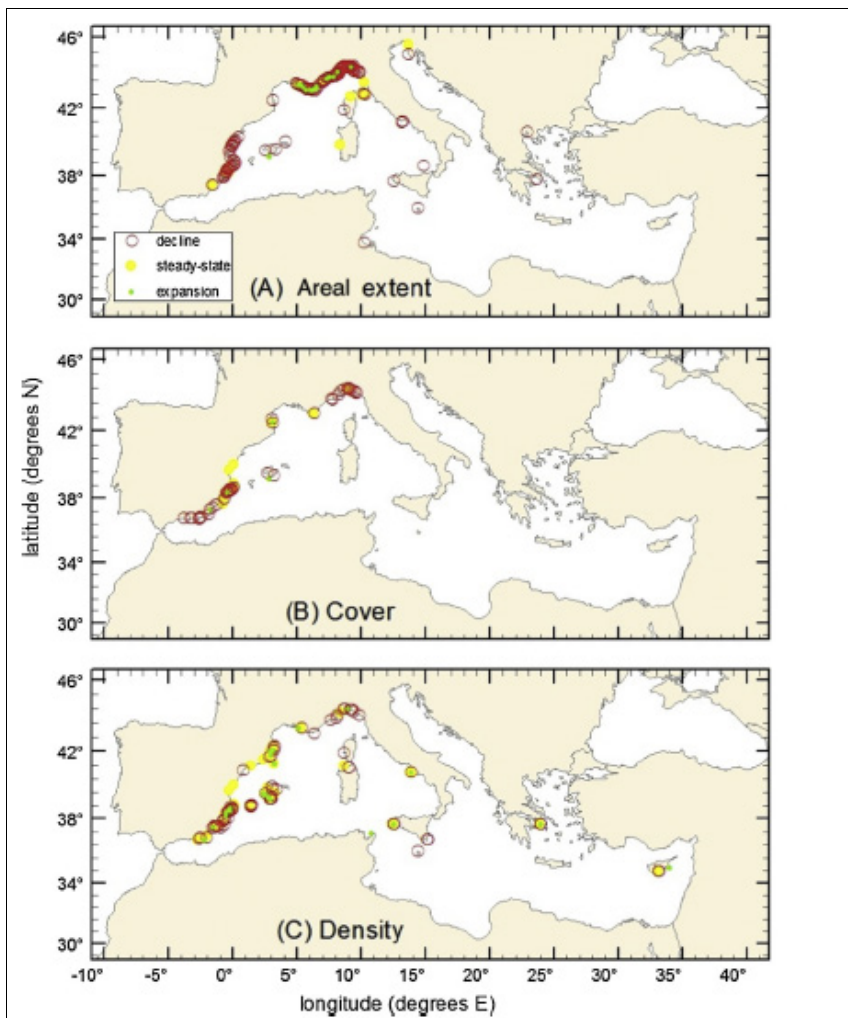 46°
42°
38°
34°
30°
decline
steady-state
expansion
(A) Areal extent
46°
42°
38°
34°
30°
(B) Cover
latitude (degrees N)
46°
42°
38°
34°
30°
(C) Density
-10° -5° 0° 5° 10° 15° 20° 25° 30° 35° 40°
longitude (degrees E)